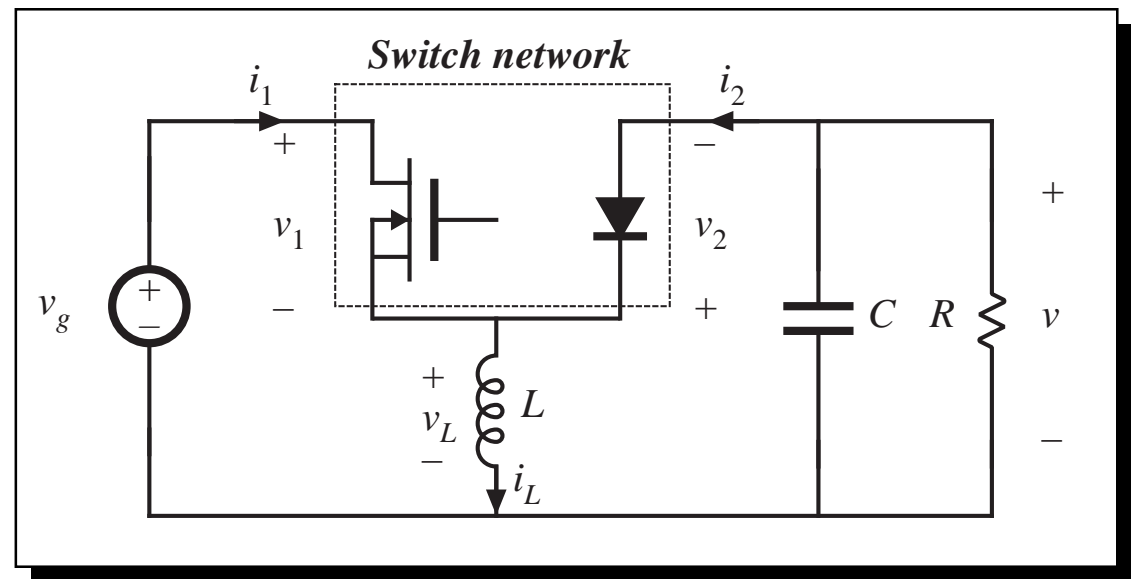 Switch network
i1
i2
+
−
v1
v2
−
+
vg
+
−
+
vL
−
L
iL
C
R
+
v
−